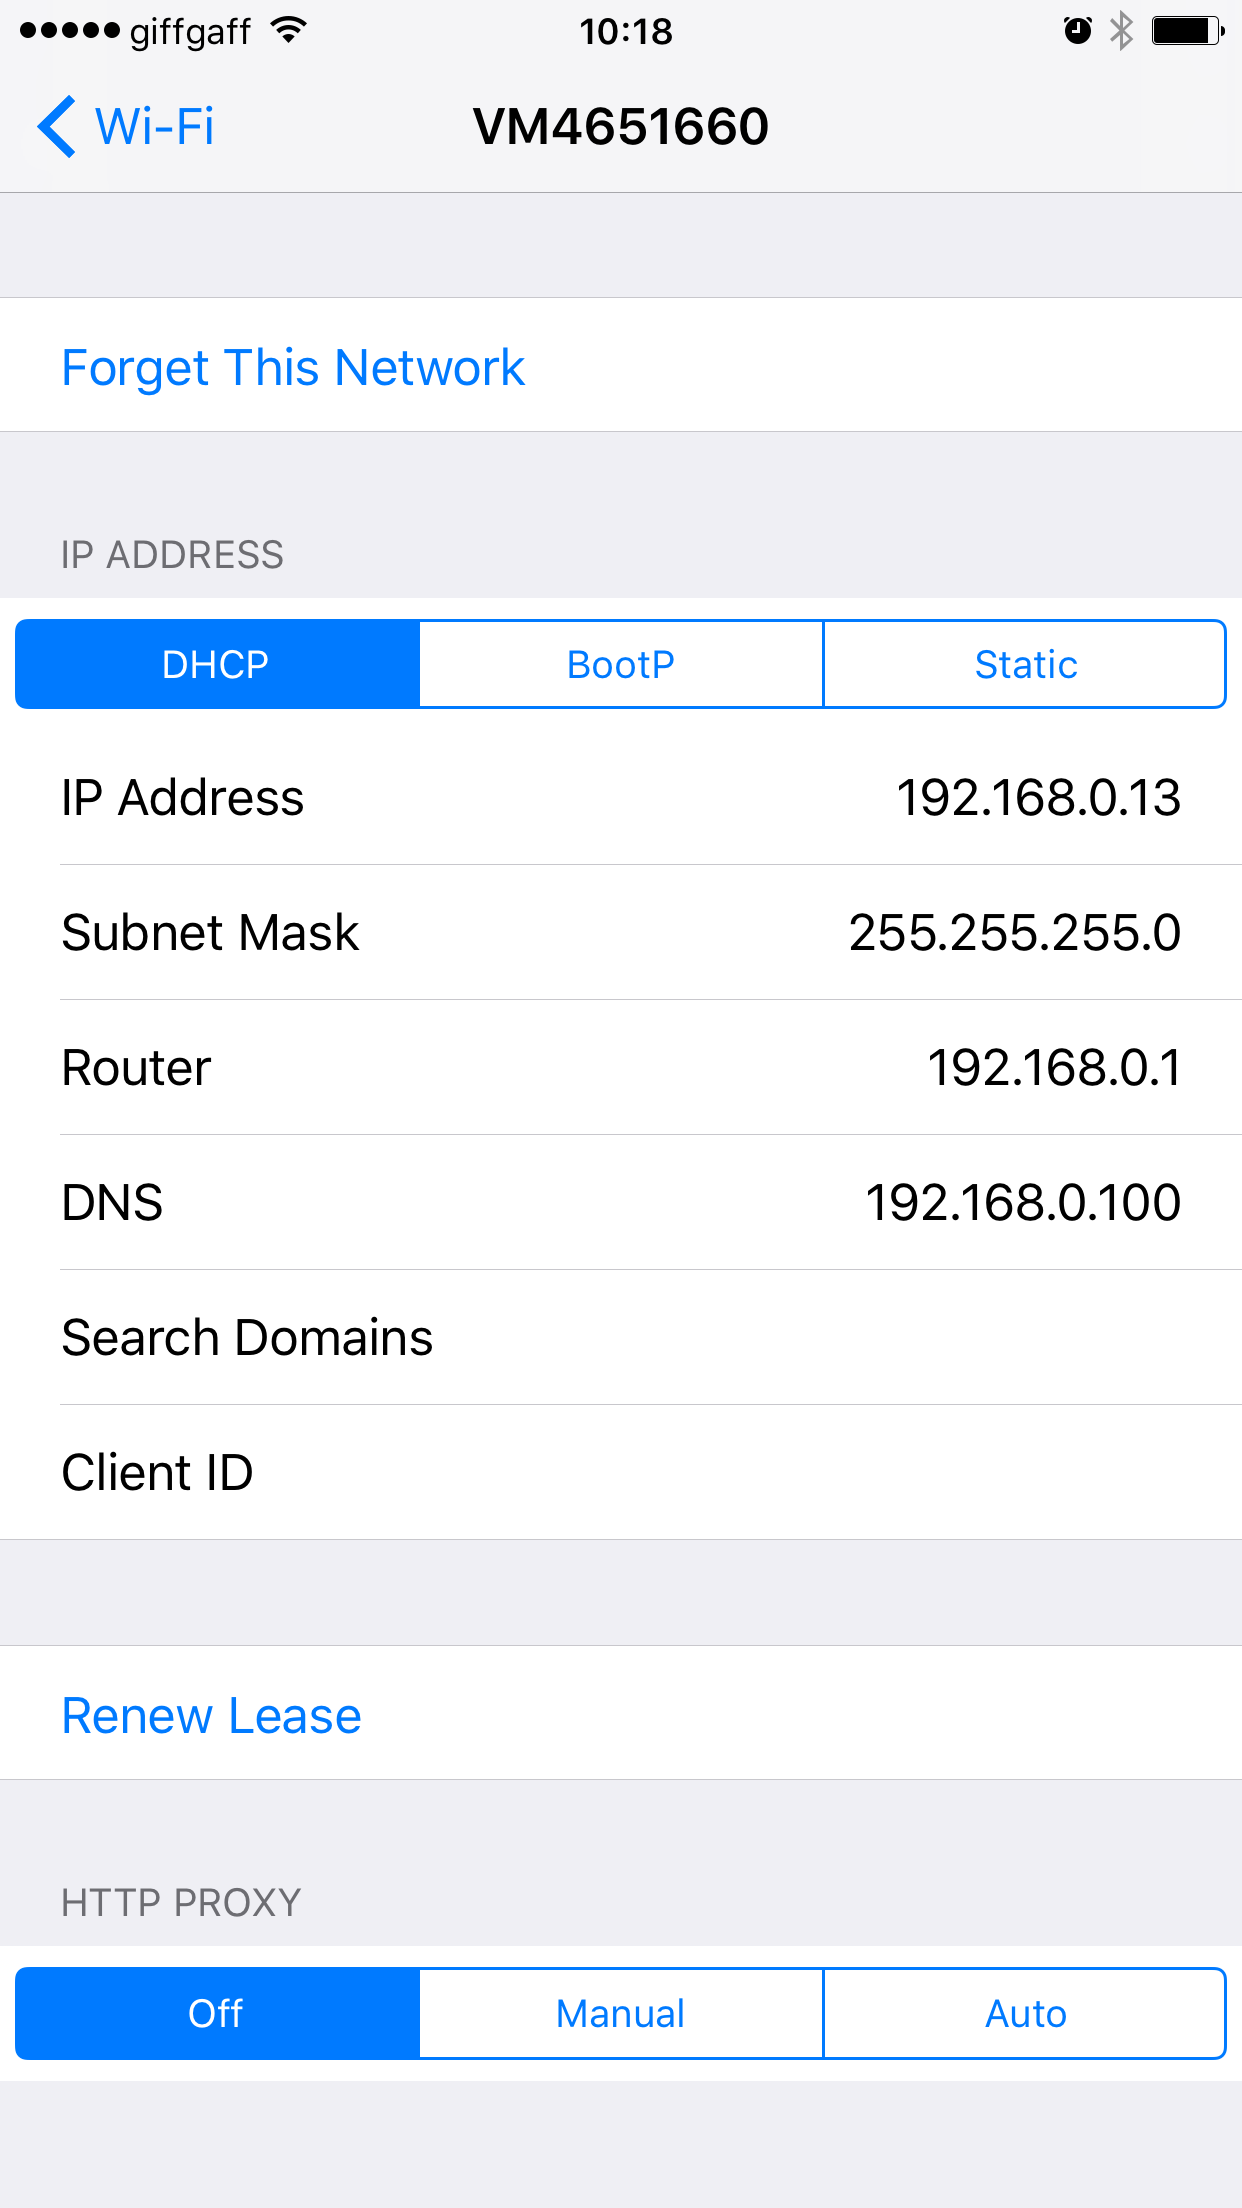 giffgaff 10:18
Wi-Fi VM4651660
Forget This Network
IP ADDRESS
DHCP BootP Static
IP Address 192.168.0.13
Subnet Mask 255.255.255.0
Router 192.168.0.1
DNS 192.168.0.100
Search Domains
Client ID
Renew Lease
HTTP PROXY
Off Manual Auto